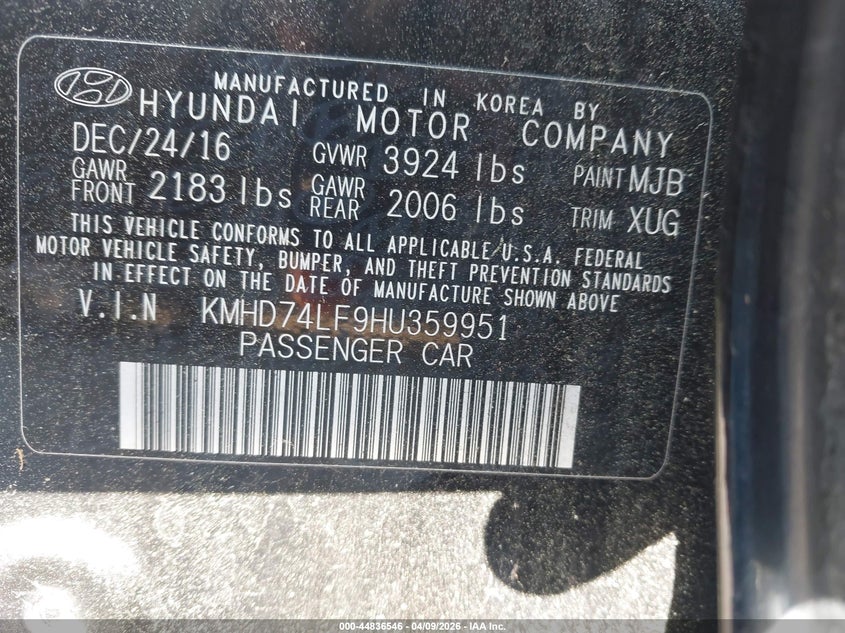 MANUFACTURED IN KOREA BY
HYUNDAI MOTOR COMPANY
DEC/24/16 GVWR 3924 lbs PAINT MJB
GAWR FRONT 2183 lbs GAWR REAR 2006 lbs TRIM XUG
THIS VEHICLE CONFORMS TO ALL APPLICABLE U.S.A. FEDERAL
MOTOR VEHICLE SAFETY, BUMPER, AND THEFT PREVENTION STANDARDS
IN EFFECT ON THE DATE OF MANUFACTURE SHOWN ABOVE
V.I.N KMHD74LF9HU359951
PASSENGER CAR
000-44836546 - 04/09/2026 - IAA Inc.